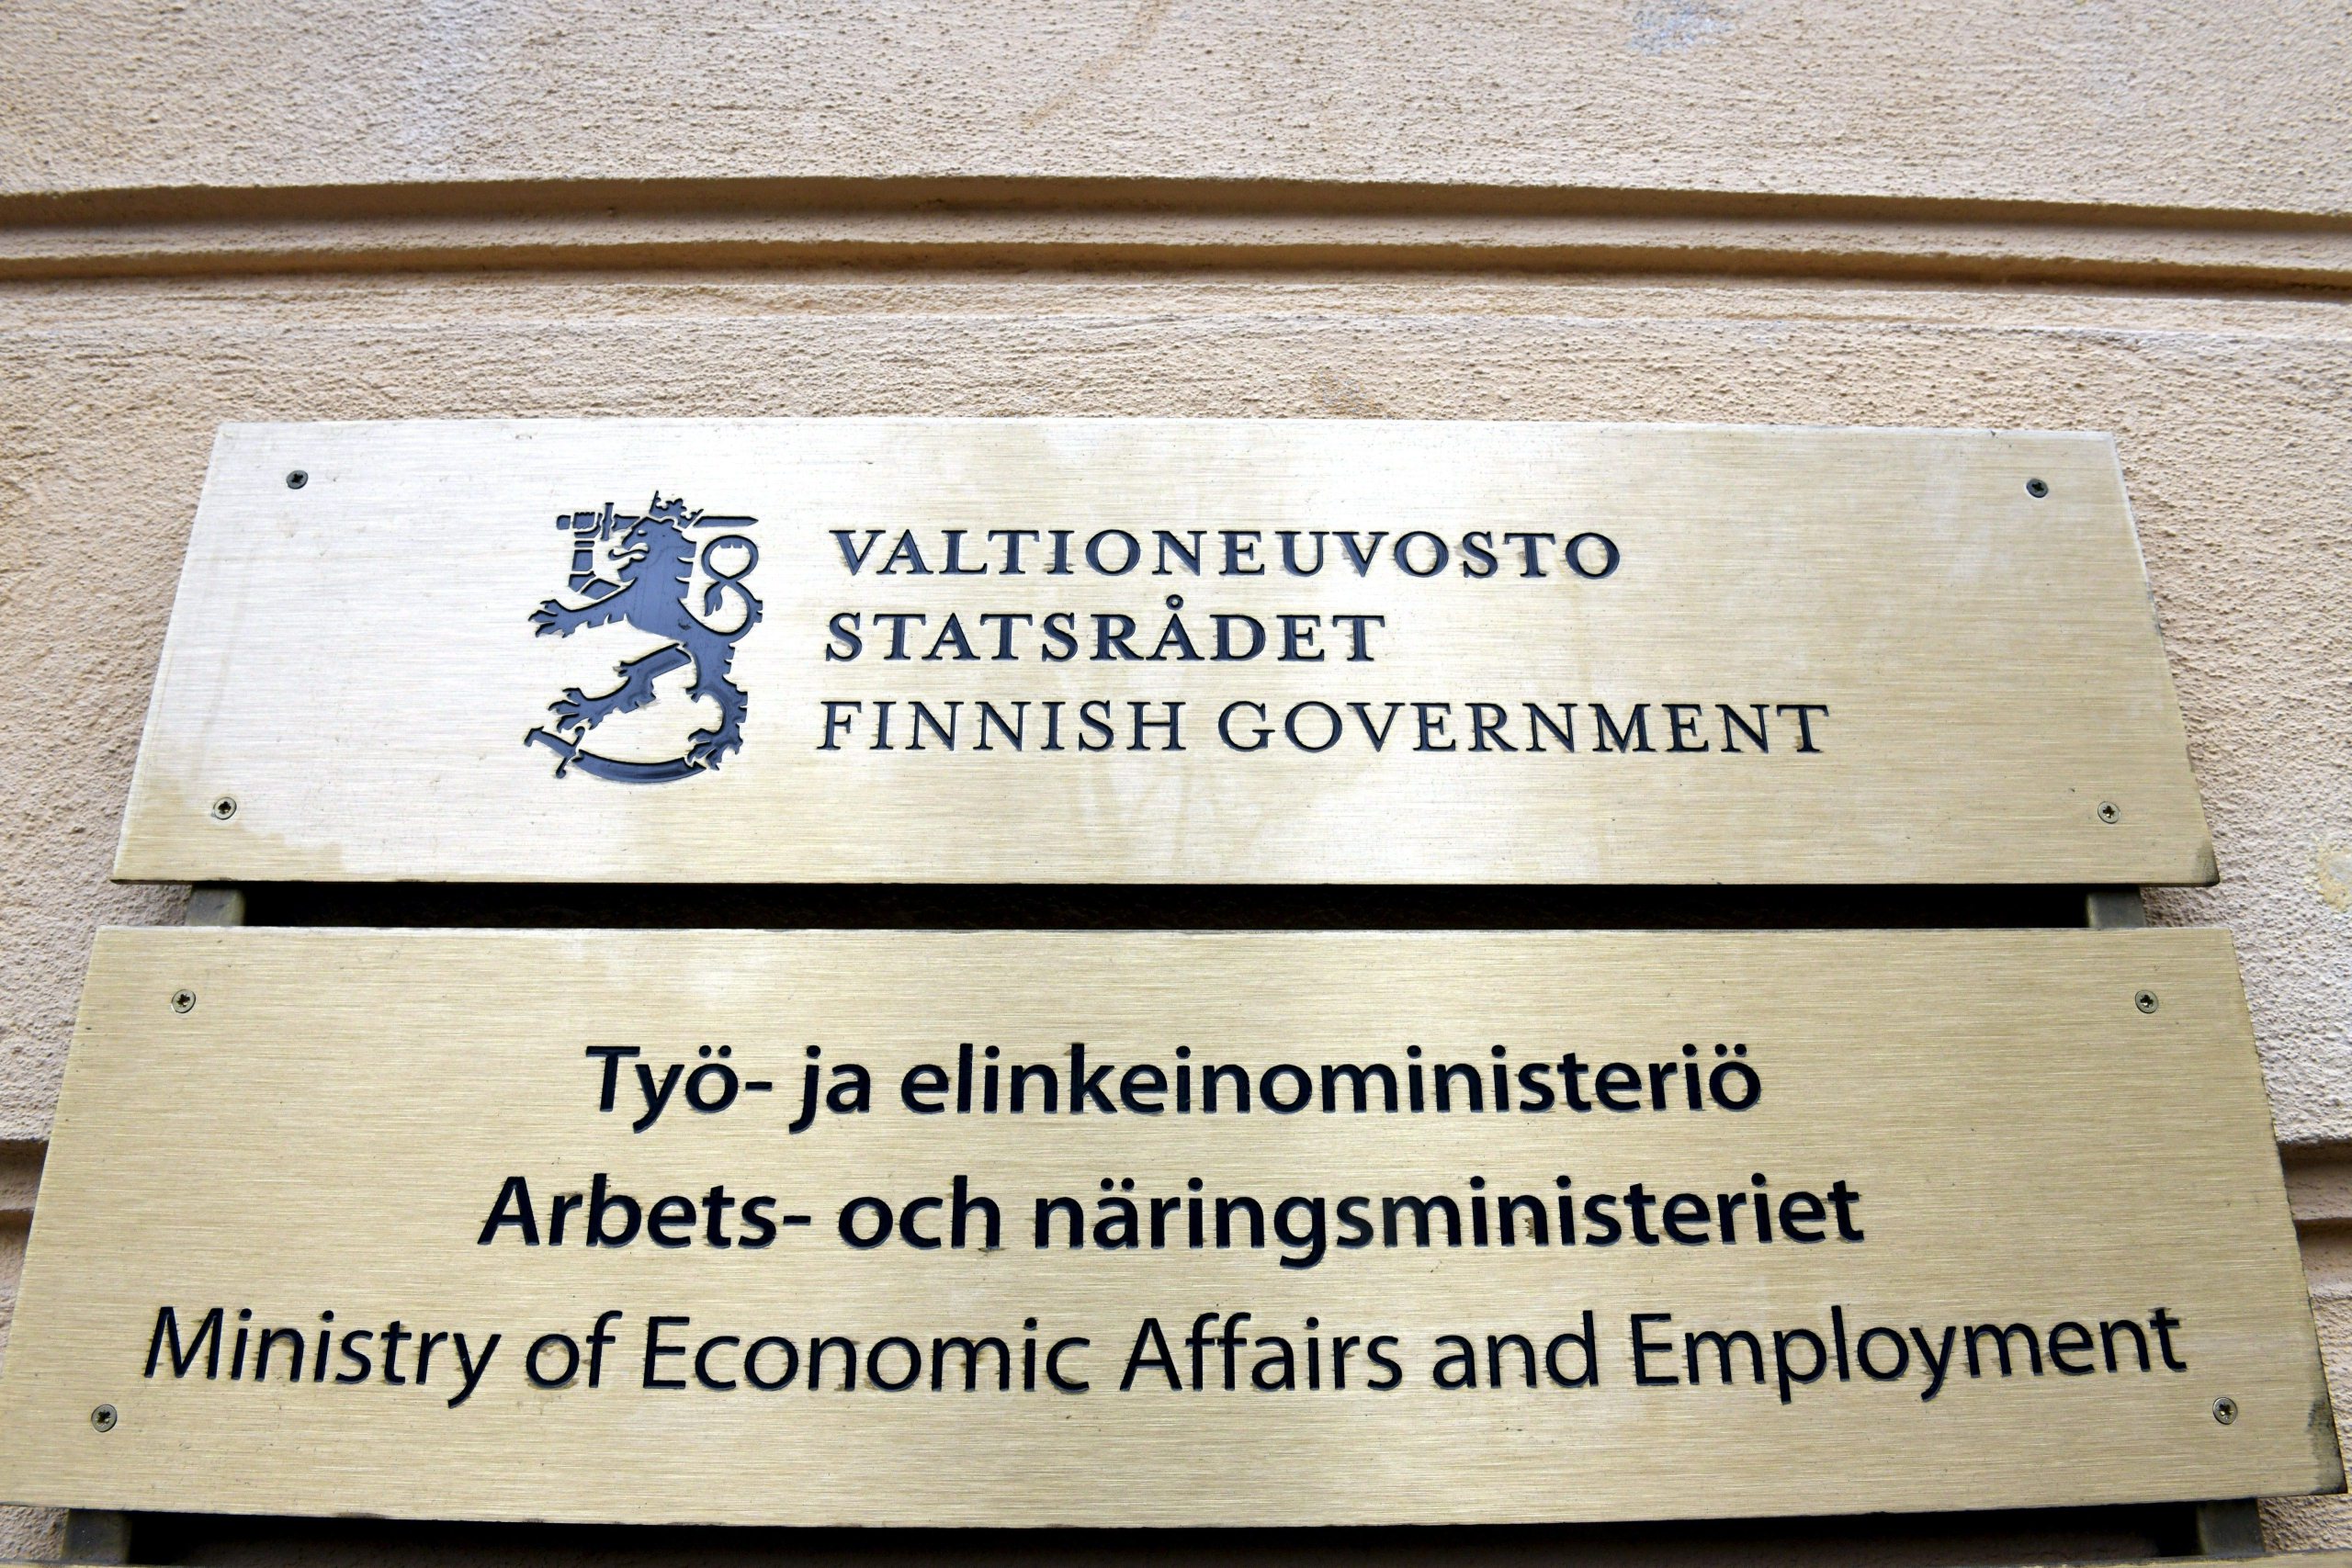 VALTIONEUVOSTO
STATSRÅDET
FINNISH GOVERNMENT
Työ- ja elinkeinoministeriö
Arbets- och näringsministeriet
Ministry of Economic Affairs and Employment